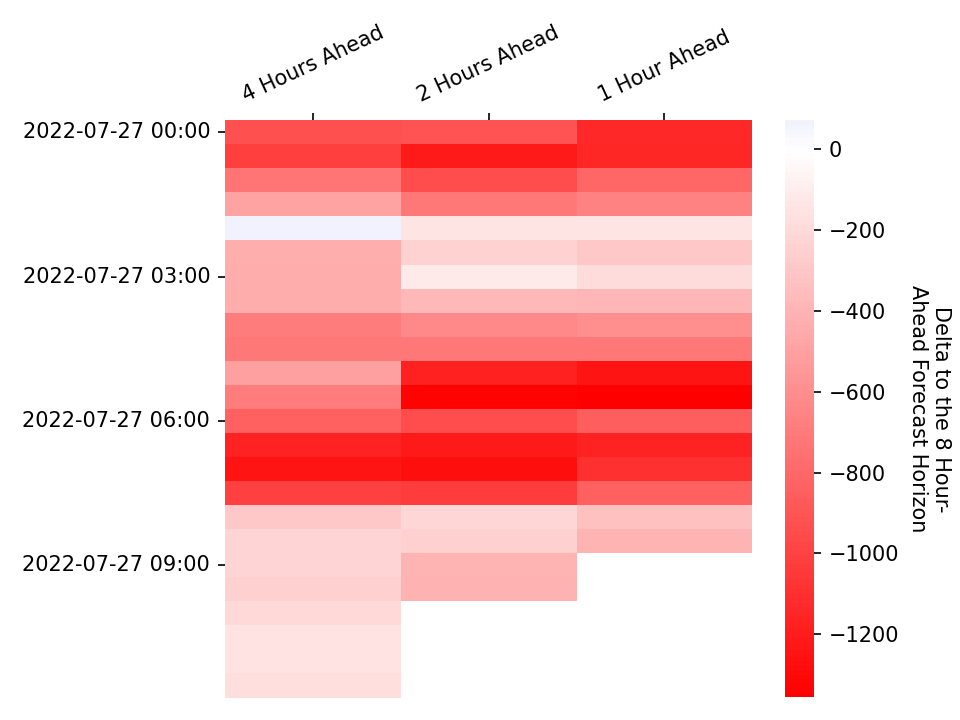 4 Hours Ahead
2 Hours Ahead
1 Hour Ahead
2022-07-27 00:00
2022-07-27 03:00
2022-07-27 06:00
2022-07-27 09:00
0
−200
−400
−600
−800
−1000
−1200
Delta to the 8 Hour-
Ahead Forecast Horizon